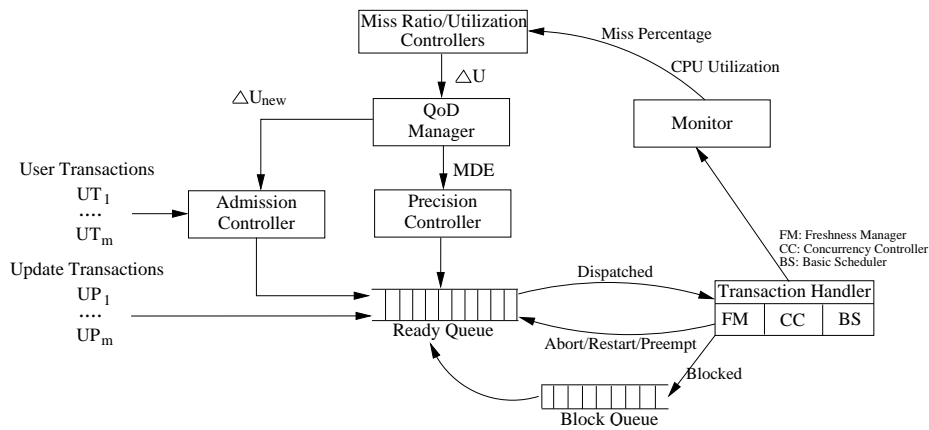 Miss Ratio/Utilization
Controllers
Miss Percentage
CPU Utilization
△U
△Unew
QoD
Manager
Monitor
MDE
User Transactions
UT1
....
UTm
Admission
Controller
Precision
Controller
FM: Freshness Manager
CC: Concurrency Controller
BS: Basic Scheduler
Update Transactions
UP1
....
UPm
Dispatched
Transaction Handler
FM
CC
BS
Ready Queue
Abort/Restart/Preempt
Blocked
Block Queue